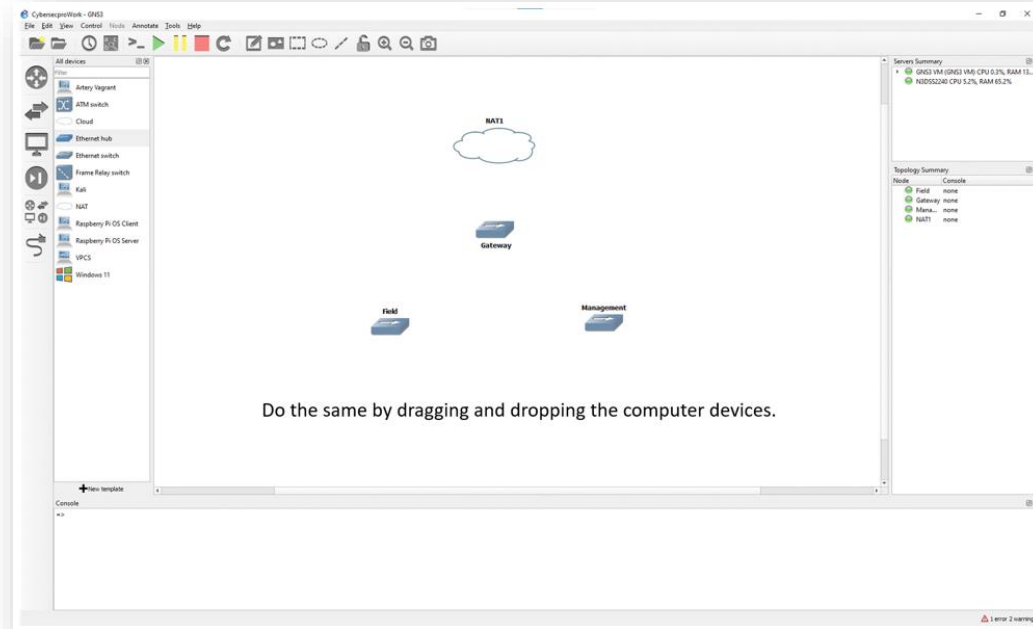 CybersecproWork - GNS3
File Edit View Control Node Annotate Tools Help
All devices
Filter
Artery Vagrant
ATM switch
Cloud
Ethernet hub
Ethernet switch
Frame Relay switch
Kali
NAT
Raspberry Pi OS Client
Raspberry Pi OS Server
VPCS
Windows 11
New template
NAT1
Gateway
Field
Management
Do the same by dragging and dropping the computer devices.
Servers Summary
GNS3 VM (GNS3 VM) CPU 0.3%, RAM 13...
N3DSS2240 CPU 5.2%, RAM 65.2%
Topology Summary
Node Console
Field none
Gateway none
Mana... none
NAT1 none
Console
=>
1 error 2 warning